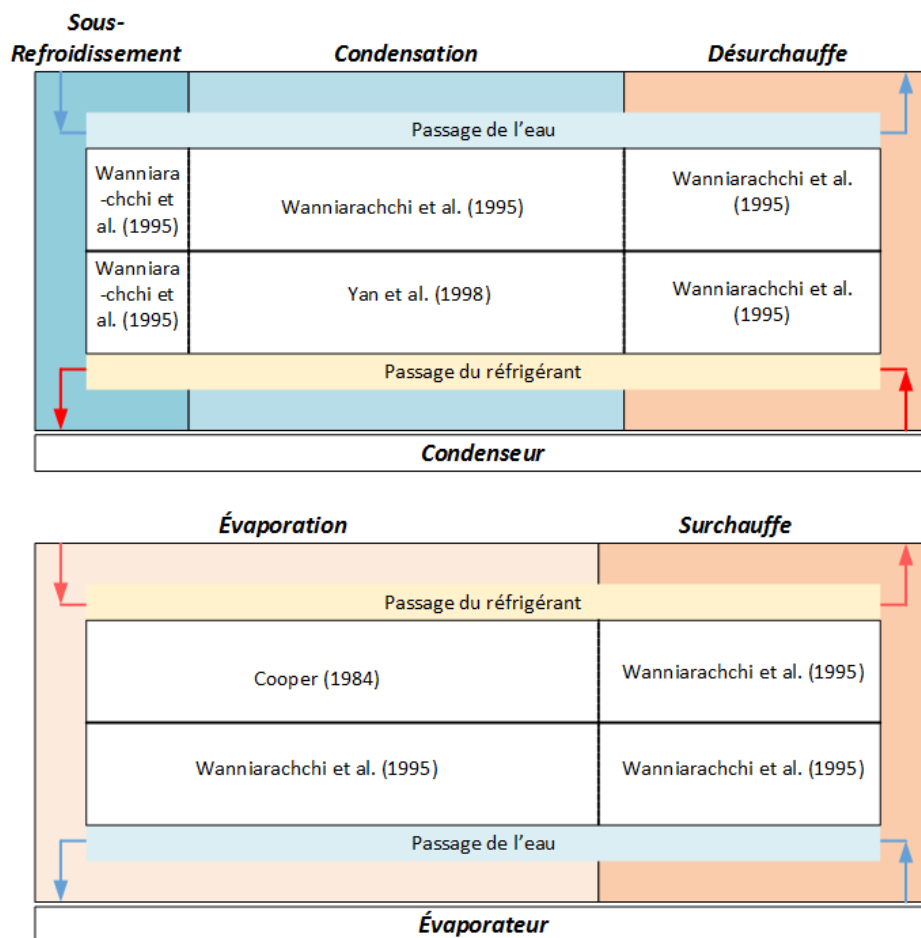 Sous-
Refroidissement
Condensation
Désurchauffe
Passage de l'eau
Wanniara
-chchi et
al. (1995)
Wanniarachchi et al. (1995)
Wanniarachchi et al.
(1995)
Wanniara
-chchi et
al. (1995)
Yan et al. (1998)
Wanniarachchi et al.
(1995)
Passage du réfrigérant
Condenseur
Évaporation
Surchauffe
Passage du réfrigérant
Cooper (1984)
Wanniarachchi et al. (1995)
Wanniarachchi et al. (1995)
Wanniarachchi et al. (1995)
Passage de l'eau
Évaporateur